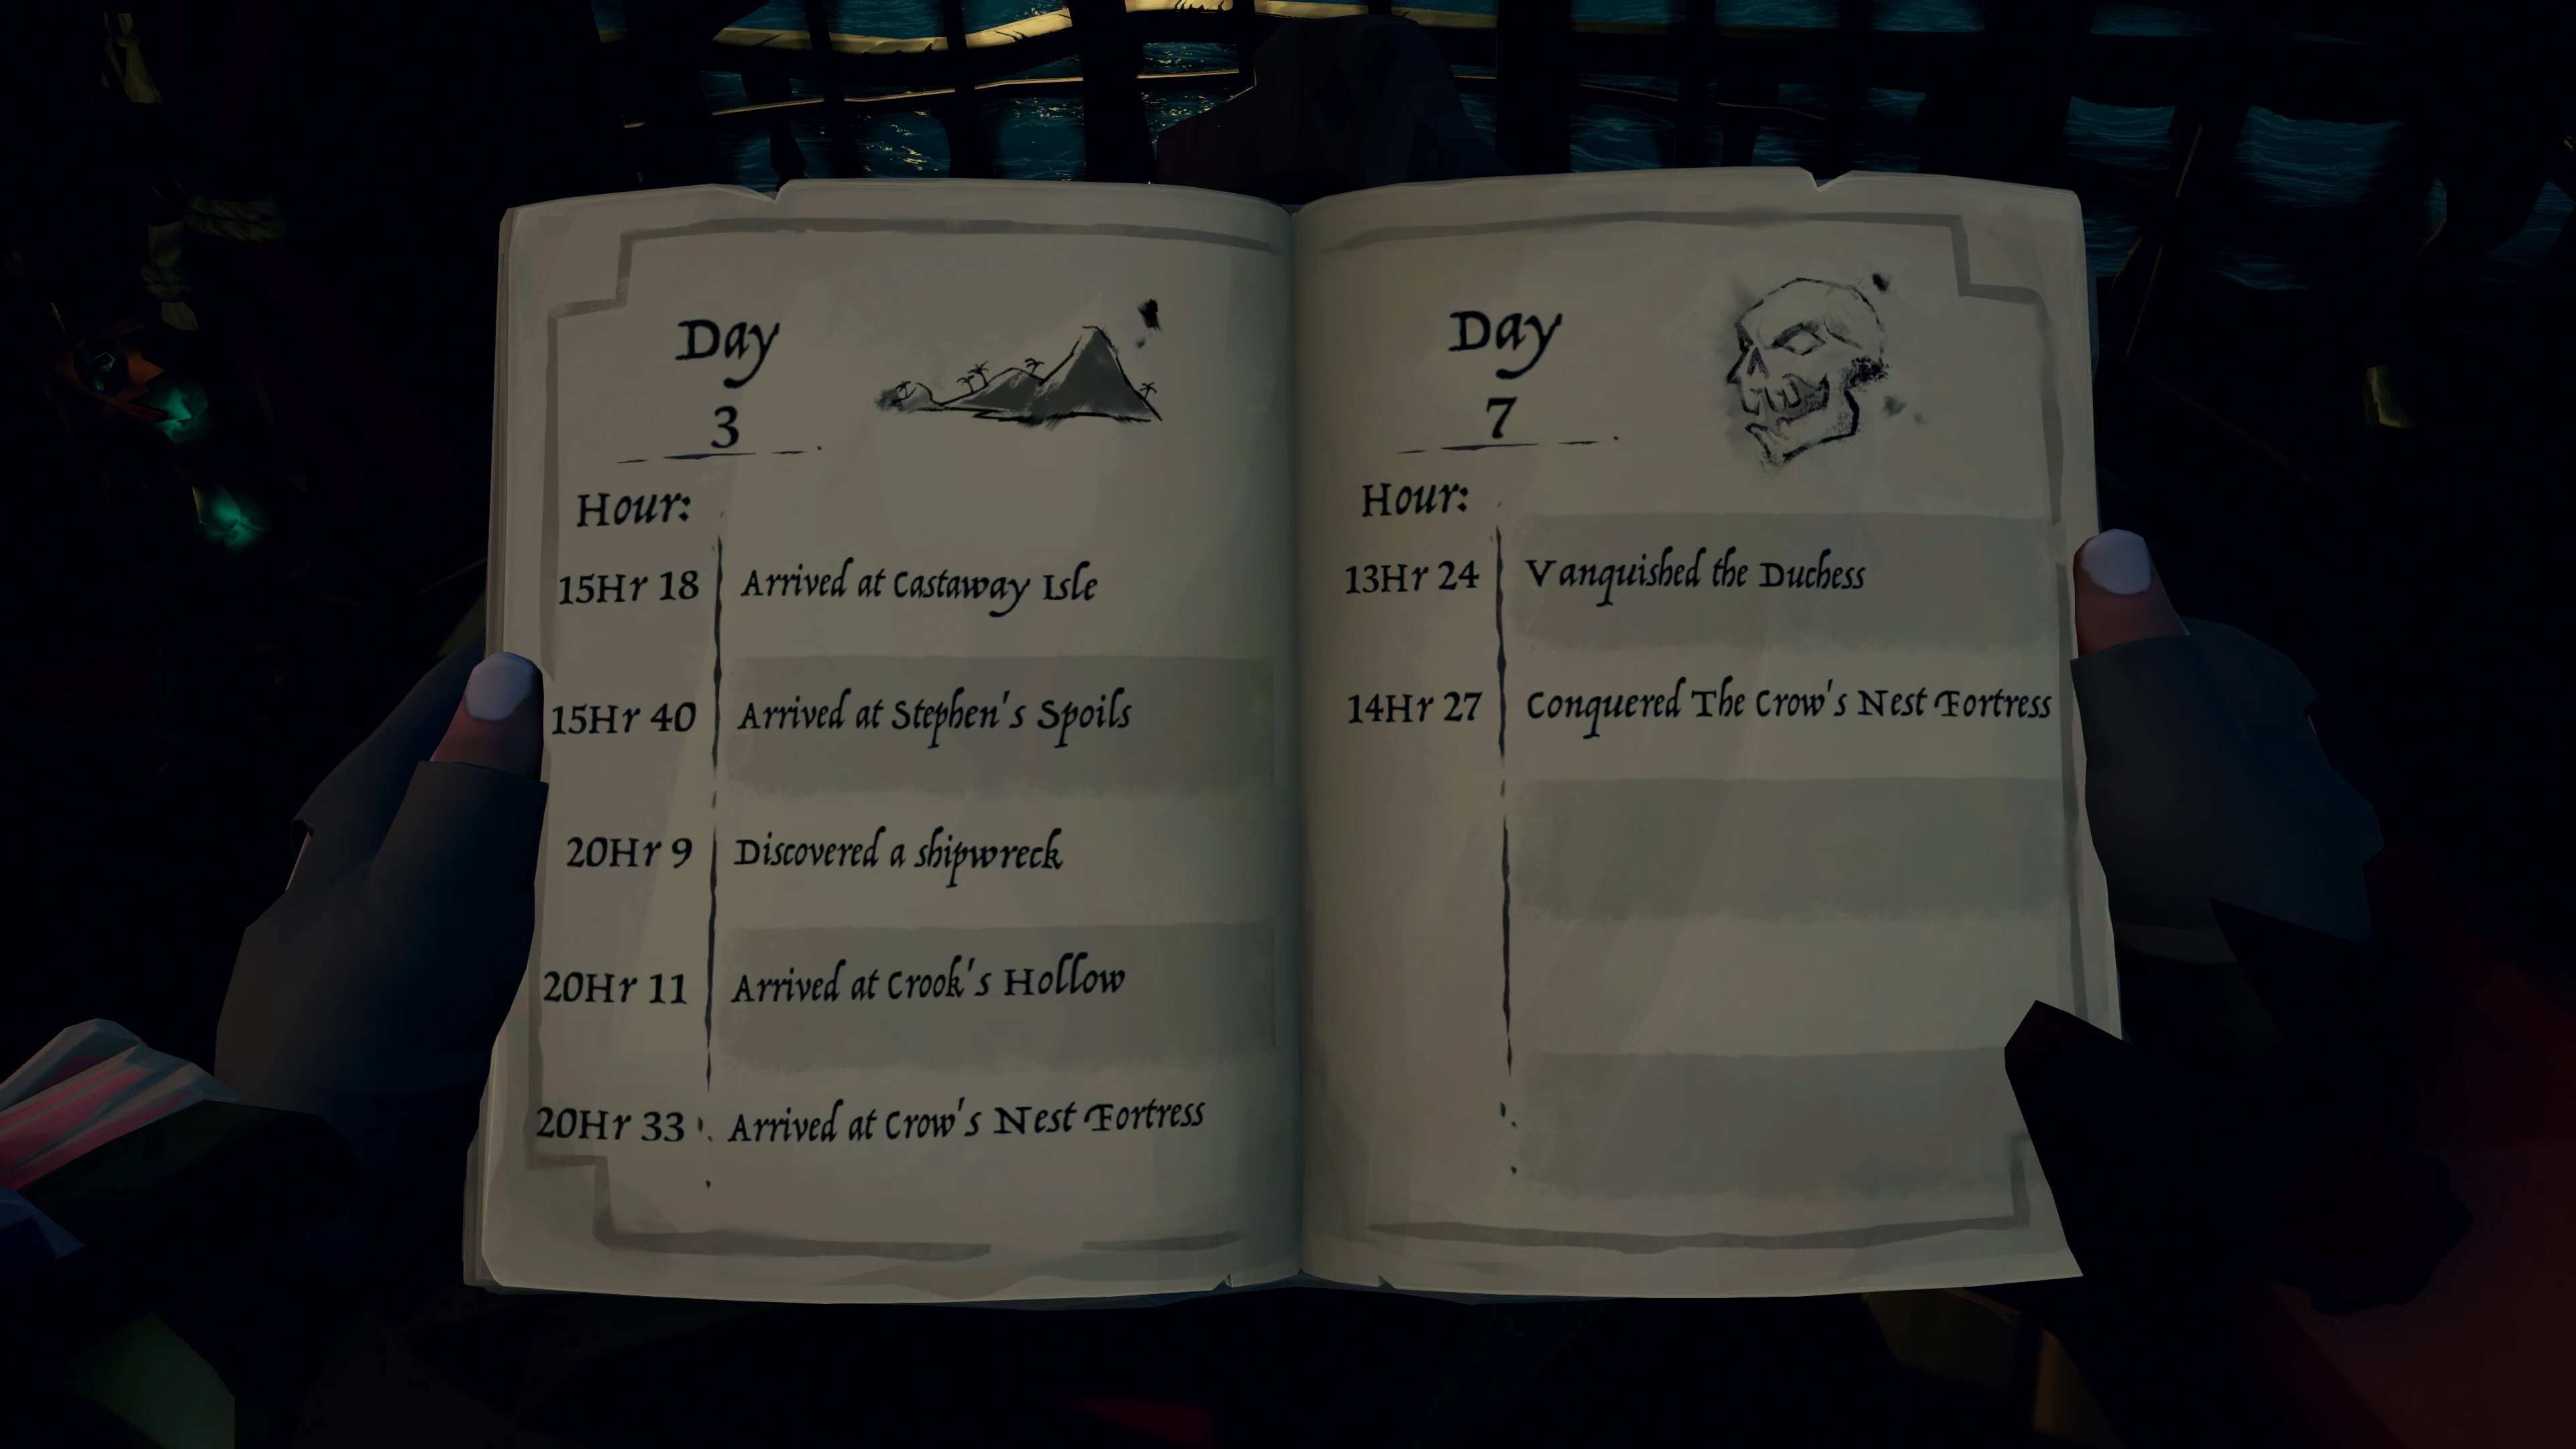 Day
3
Hour:
15Hr 18 Arrived at Castaway Isle
15Hr 40 Arrived at Stephen's Spoils
20Hr 9 Discovered a shipwreck
20Hr 11 Arrived at Crook's Hollow
20Hr 33 Arrived at Crow's Nest Fortress
Day
7
Hour:
13Hr 24 Vanquished the Duchess
14Hr 27 Conquered The Crow's Nest Fortress